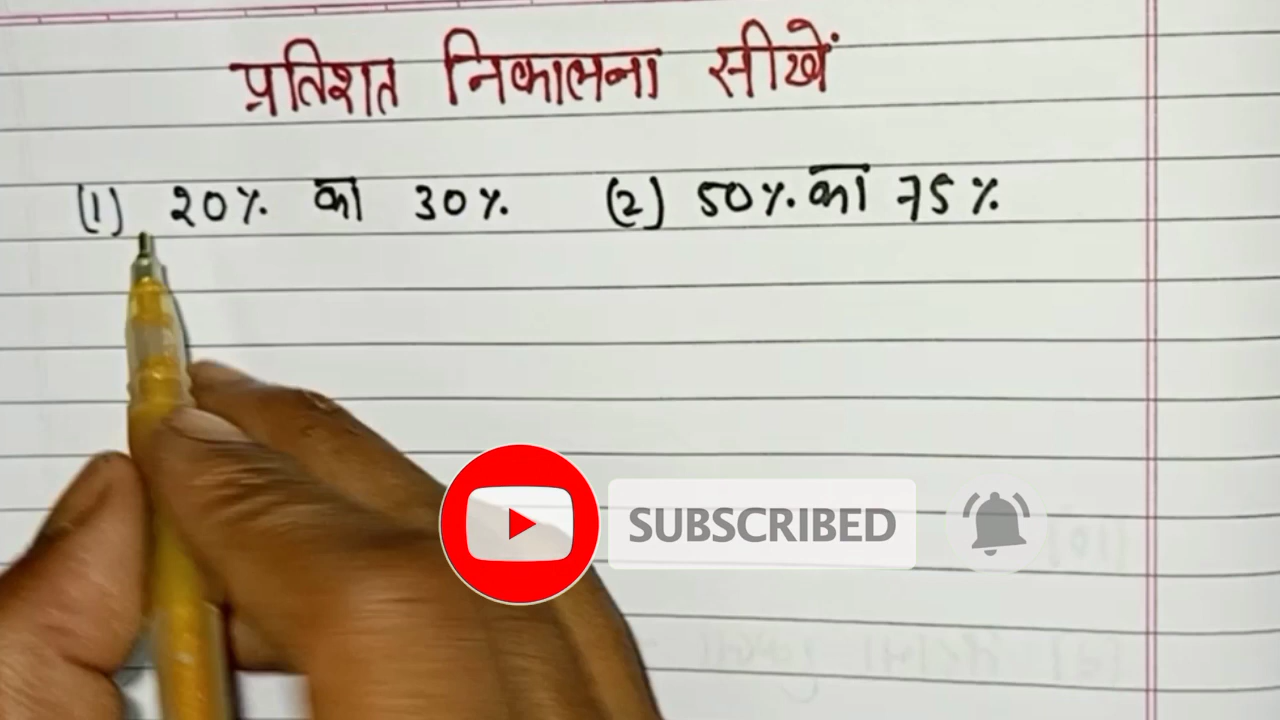 प्रतिशत निकालना सीखें
(1) 20% का 30% (2) 50% का 75%
SUBSCRIBED